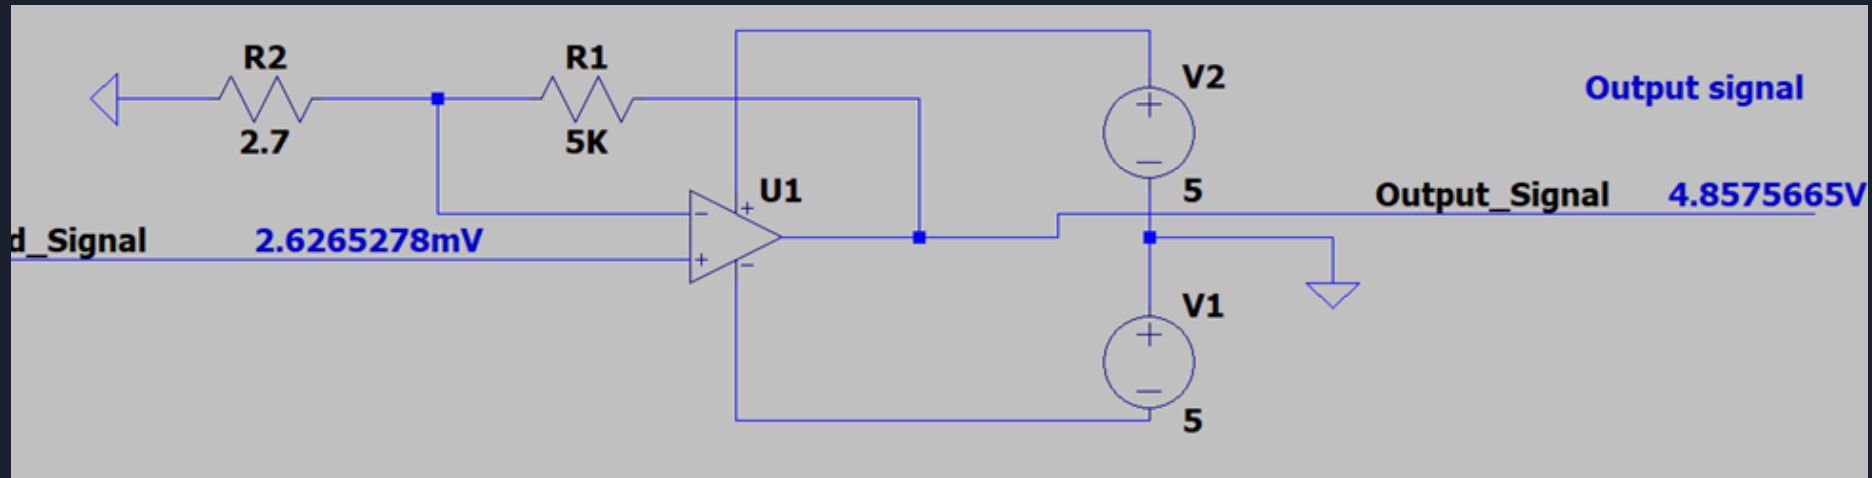 R2
R1
V2
Output signal
2.7
5K
U1
5
Output_Signal
4.8575665V
d_Signal
2.6265278mV
V1
5